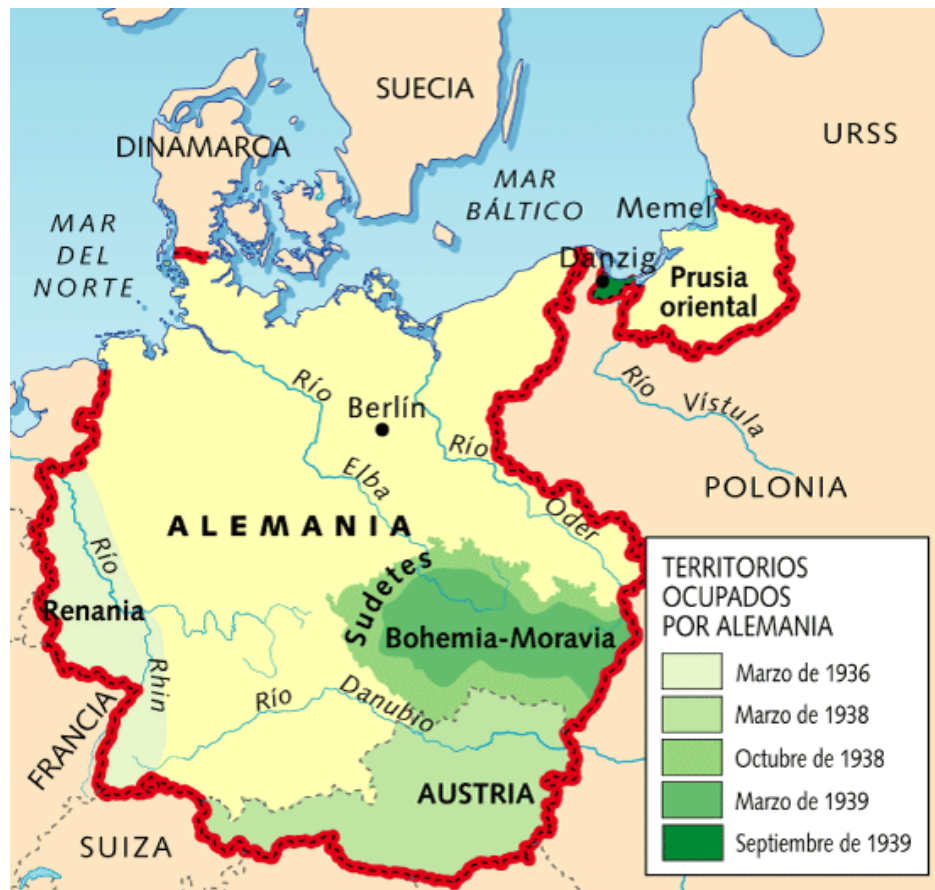 SUECIA
URSS
DINAMARCA
MAR
BÁLTICO
Memel
MAR
DEL
NORTE
Danzig
Prusia
oriental
Río
Berlín
Río
Vístula
Elba
Río
Oder
POLONIA
ALEMANIA
Río
Rhin
Renania
Sudetes
Bohemia-Moravia
Río
Danubio
FRANCIA
AUSTRIA
SUIZA
TERRITORIOS
OCUPADOS
POR ALEMANIA
Marzo de 1936
Marzo de 1938
Octubre de 1938
Marzo de 1939
Septiembre de 1939